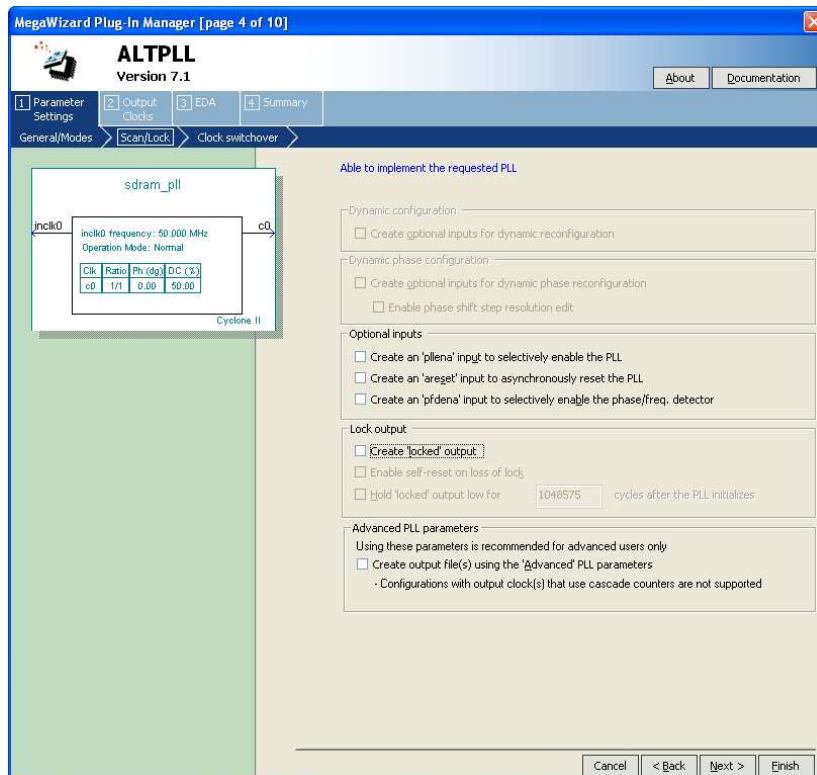 MegaWizard Plug-In Manager [page 4 of 10]
ALTPLL
Version 7.1
About
Documentation
1 Parameter Settings
2 Output Clocks
3 EDA
4 Summary
General/Modes
Scan/Lock
Clock switchover
sdram_pll
inclk0
c0
inclk0 frequency: 50.000 MHz
Operation Mode: Normal
Clk Ratio Ph (dg) DC (%)
c0 1/1 0.00 50.00
Cyclone II
Able to implement the requested PLL
Dynamic configuration
Create optional inputs for dynamic reconfiguration
Dynamic phase configuration
Create optional inputs for dynamic phase reconfiguration
Enable phase shift step resolution edit
Optional inputs
Create an 'pllena' input to selectively enable the PLL
Create an 'areset' input to asynchronously reset the PLL
Create an 'pfdena' input to selectively enable the phase/freq. detector
Lock output
Create 'locked' output
Enable self-reset on loss of lock
Hold 'locked' output low for 1048575 cycles after the PLL initializes
Advanced PLL parameters
Using these parameters is recommended for advanced users only
Create output file(s) using the 'Advanced' PLL parameters
- Configurations with output clock(s) that use cascade counters are not supported
Cancel
< Back
Next >
Finish